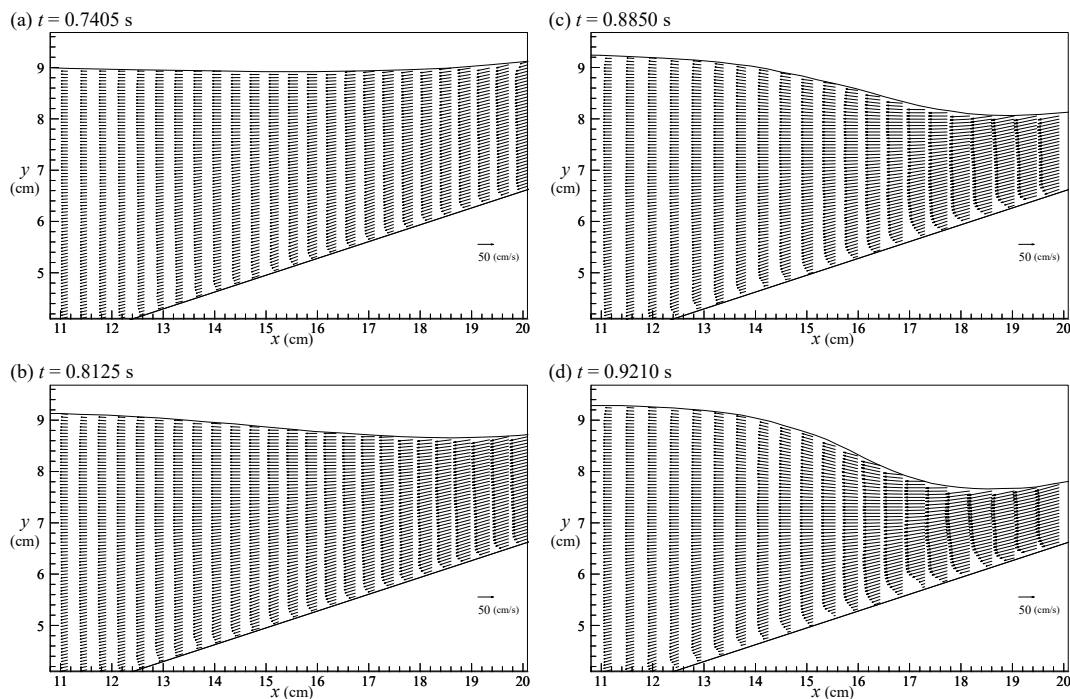 (a) t = 0.7405 s
9
8
7
6
5
y
(cm)
50 (cm/s)
11 12 13 14 15 16 17 18 19 20
x (cm)
(b) t = 0.8125 s
9
8
7
6
5
y
(cm)
50 (cm/s)
11 12 13 14 15 16 17 18 19 20
x (cm)
(c) t = 0.8850 s
9
8
7
6
5
y
(cm)
50 (cm/s)
11 12 13 14 15 16 17 18 19 20
x (cm)
(d) t = 0.9210 s
9
8
7
6
5
y
(cm)
50 (cm/s)
11 12 13 14 15 16 17 18 19 20
x (cm)